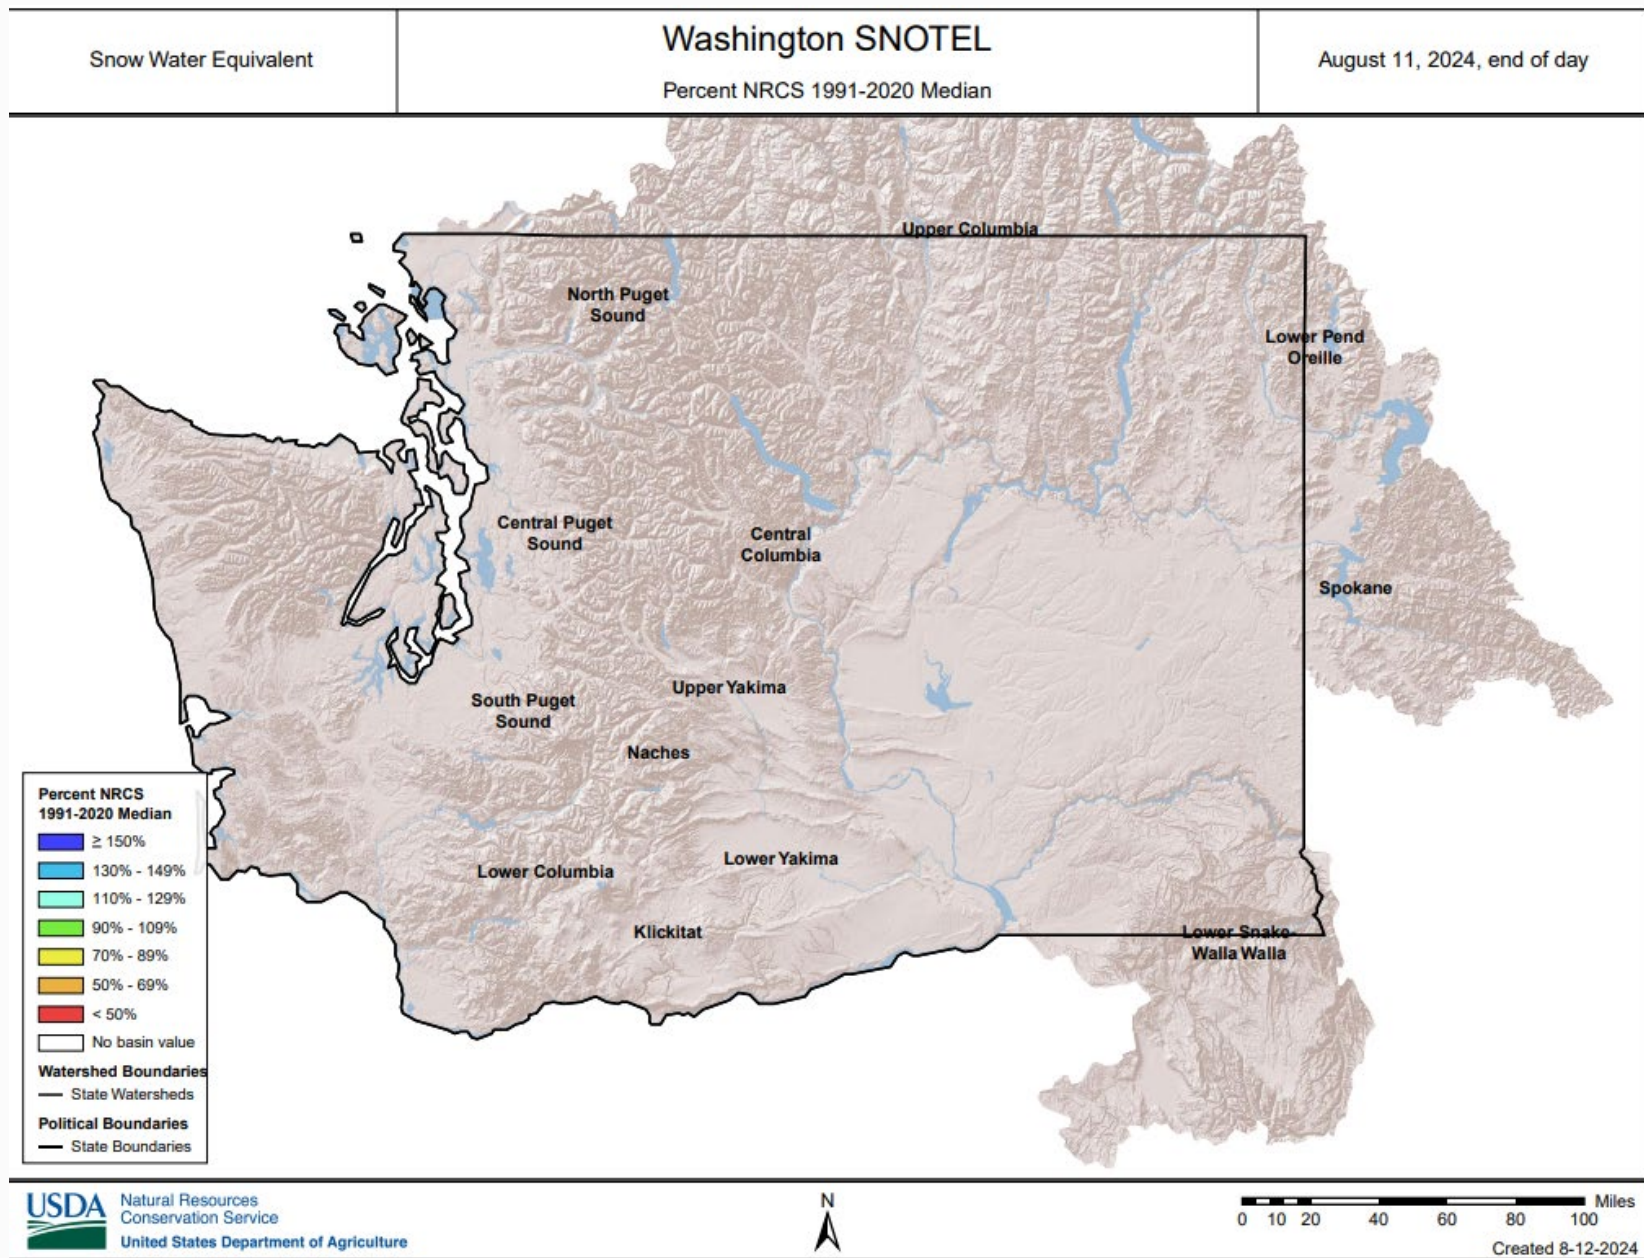 Snow Water Equivalent
Washington SNOTEL
Percent NRCS 1991-2020 Median
August 11, 2024, end of day
Upper Columbia
North Puget
Sound
Lower Pend
Oreille
Central Puget
Sound
Central
Columbia
Spokane
Upper Yakima
South Puget
Sound
Naches
Lower Yakima
Lower Columbia
Klickitat
Lower Snake-
Walla Walla
Percent NRCS
1991-2020 Median
≥ 150%
130% - 149%
110% - 129%
90% - 109%
70% - 89%
50% - 69%
< 50%
No basin value
Watershed Boundaries
State Watersheds
Political Boundaries
State Boundaries
USDA
Natural Resources
Conservation Service
United States Department of Agriculture
N
Miles
0 10 20 40 60 80 100
Created 8-12-2024